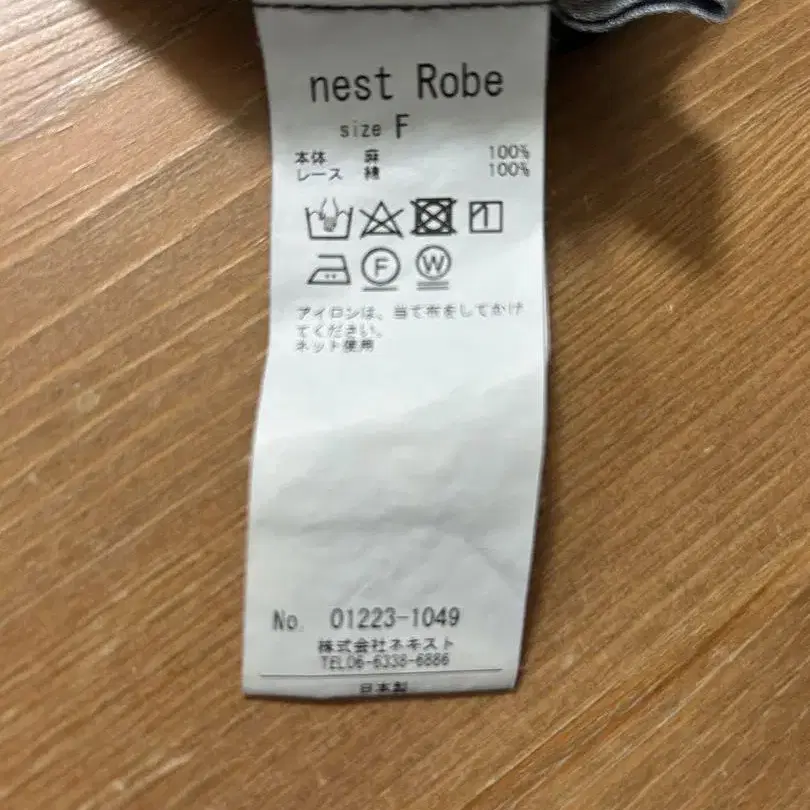 nest Robe
size F
本体 麻 100%
レース 綿 100%
F W
アイロンは、当て布をしてかけ
てください。
ネット使用
No. 01223-1049
株式会社ネキスト
TEL06-6338-6886
日本製